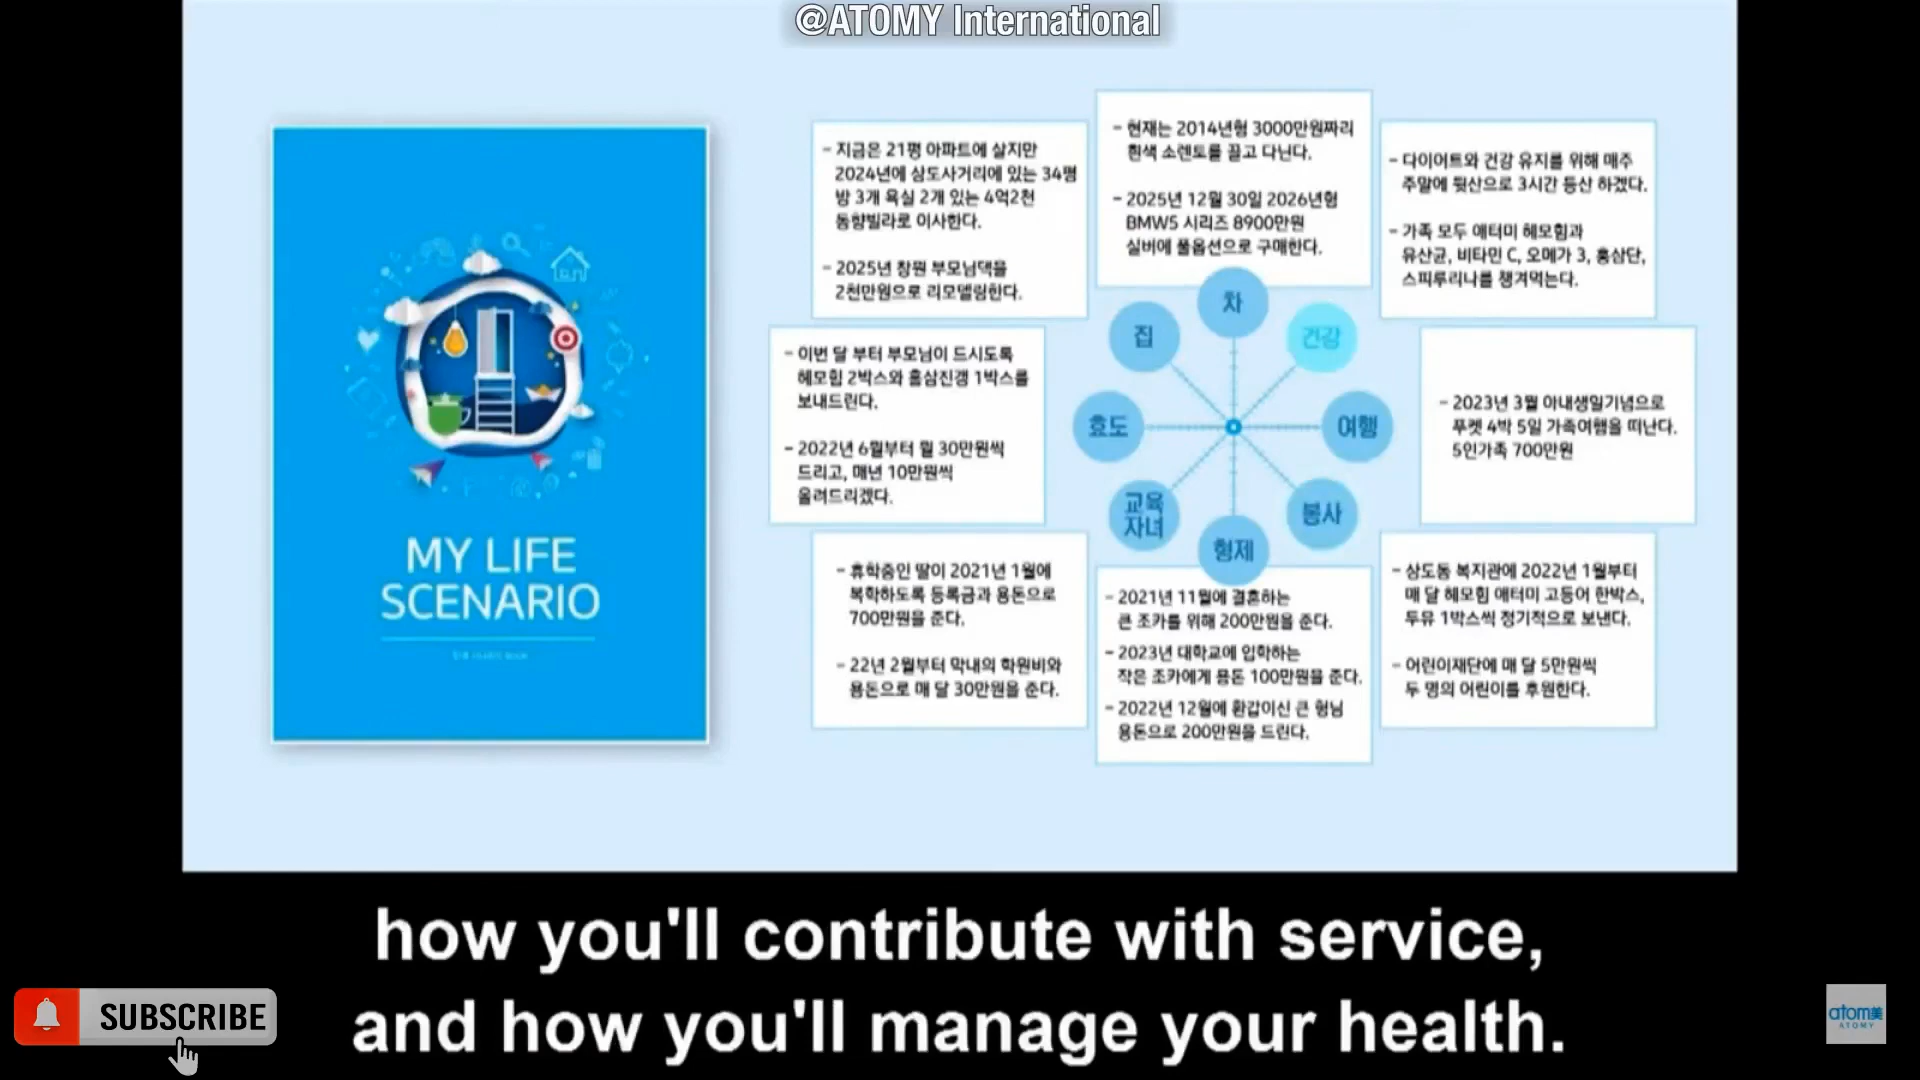 @ATOMY International
MY LIFE
SCENARIO
- 지금은 21평 아파트에 살지만
2024년에 상도사거리에 있는 34평
방 3개 욕실 2개 있는 4억2천
동향빌라로 이사한다.
- 2025년 창원 부모님댁을
2천만원으로 리모델링한다.
- 현재는 2014년형 3000만원짜리
흰색 소렌토를 끌고 다닌다.
- 2025년 12월 30일 2026년형
BMW5 시리즈 8900만원
실버에 풀옵션으로 구매한다.
- 다이어트와 건강 유지를 위해 매주
주말에 뒷산으로 3시간 등산 하겠다.
- 가족 모두 애터미 헤모힘과
유산균, 비타민 C, 오메가 3, 홍삼단,
스피루리나를 챙겨먹는다.
- 이번 달 부터 부모님이 드시도록
헤모힘 2박스와 홍삼진갱 1박스를
보내드린다.
- 2022년 6월부터 월 30만원씩
드리고, 매년 10만원씩
올려드리겠다.
차
집
건강
효도
여행
교육
자녀
봉사
형제
- 2023년 3월 아내생일기념으로
푸켓 4박 5일 가족여행을 떠난다.
5인가족 700만원
- 휴학중인 딸이 2021년 1월에
복학하도록 등록금과 용돈으로
700만원을 준다.
- 22년 2월부터 막내의 학원비와
용돈으로 매 달 30만원을 준다.
- 2021년 11월에 결혼하는
큰 조카를 위해 200만원을 준다.
- 2023년 대학교에 입학하는
작은 조카에게 용돈 100만원을 준다.
- 2022년 12월에 환갑이신 큰 형님
용돈으로 200만원을 드린다.
- 상도동 복지관에 2022년 1월부터
매 달 헤모힘 애터미 고등어 한박스,
두유 1박스씩 정기적으로 보낸다.
- 어린이재단에 매 달 5만원씩
두 명의 어린이를 후원한다.
how you'll contribute with service,
and how you'll manage your health.
SUBSCRIBE
atom美
ATOMY